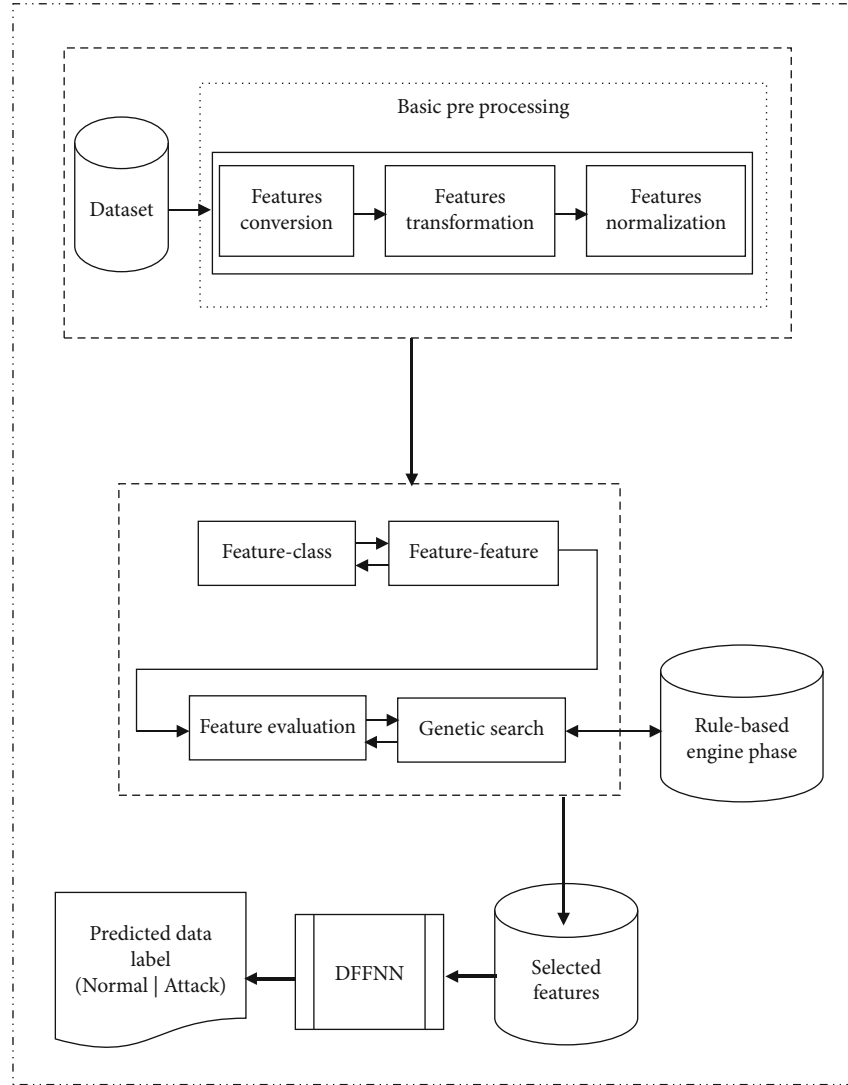 Basic pre processing
Dataset
Features
conversion
Features
transformation
Features
normalization
Feature-class
Feature-feature
Feature evaluation
Genetic search
Rule-based
engine phase
Predicted data
label
(Normal | Attack)
DFFNN
Selected
features